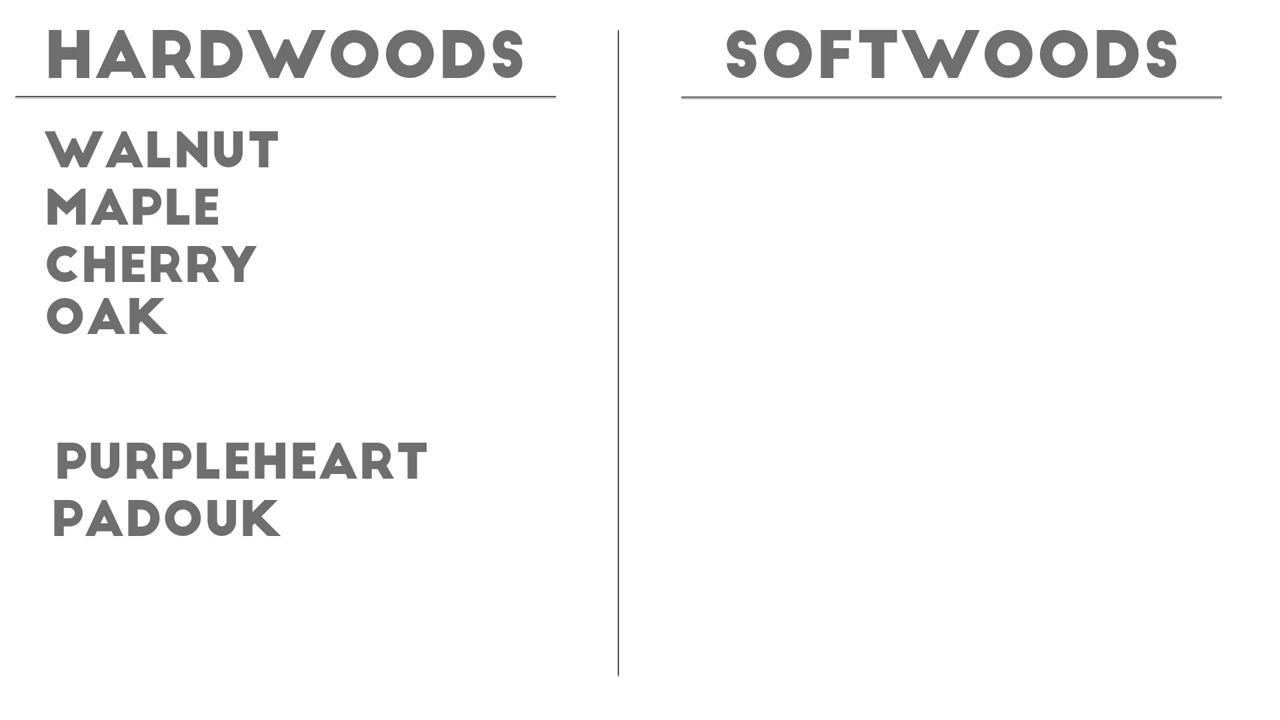 HARDWOODS
SOFTWOODS
WALNUT
MAPLE
CHERRY
OAK
PURPLEHEART
PADOUK